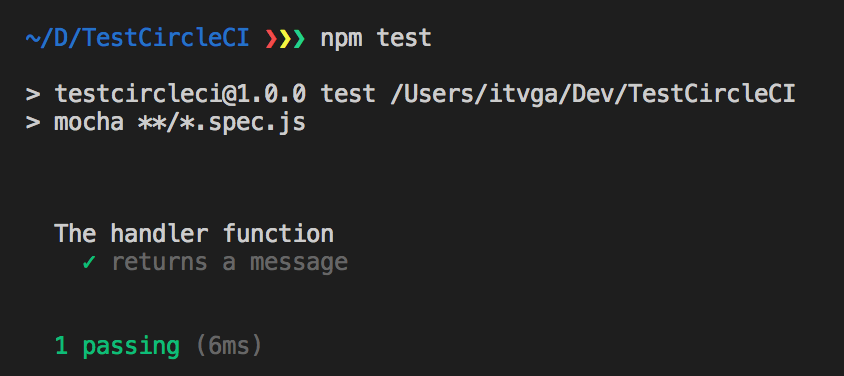 ~/D/TestCircleCI ❯❯❯ npm test
> testcircleci@1.0.0 test /Users/itvga/Dev/TestCircleCI
> mocha **/*.spec.js
The handler function
✓ returns a message
1 passing (6ms)